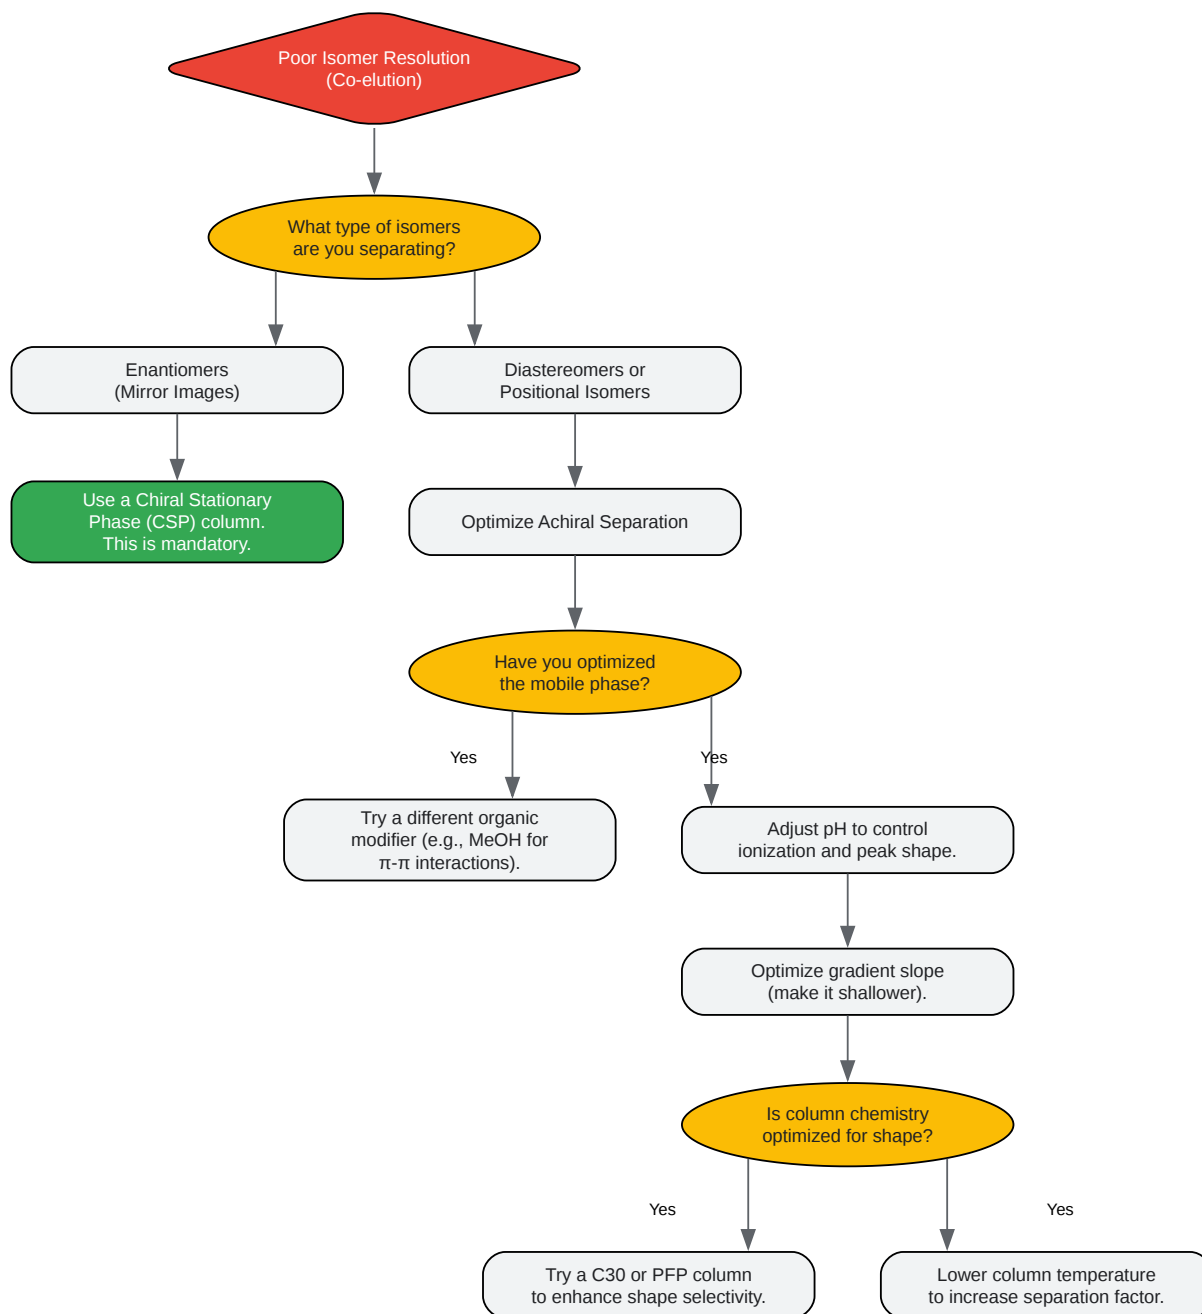 Poor Isomer Resolution
(Co-elution)
What type of isomers
are you separating?
Enantiomers
(Mirror Images)
Diastereomers or
Positional Isomers
Use a Chiral Stationary
Phase (CSP) column.
This is mandatory.
Optimize Achiral Separation
Have you optimized
the mobile phase?
Yes
Yes
Try a different organic
modifier (e.g., MeOH for
π-π interactions).
Adjust pH to control
ionization and peak shape.
Optimize gradient slope
(make it shallower).
Is column chemistry
optimized for shape?
Yes
Yes
Try a C30 or PFP column
to enhance shape selectivity.
Lower column temperature
to increase separation factor.